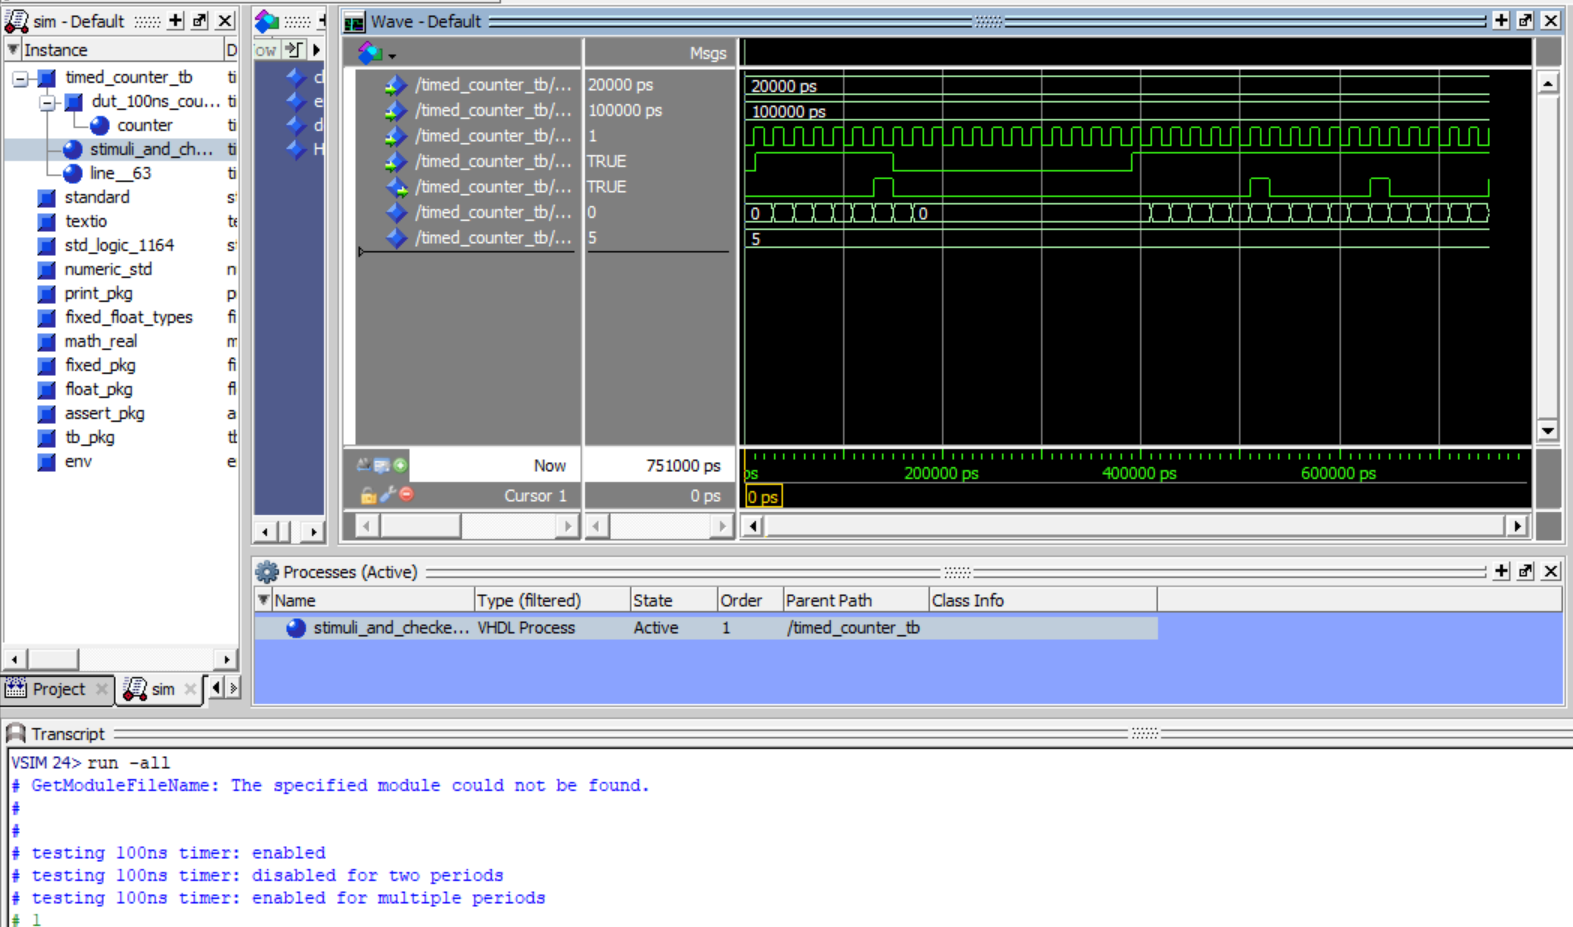 sim - Default
Instance
D
timed_counter_tb
ti
dut_100ns_cou...
ti
counter
ti
stimuli_and_ch...
ti
line__63
ti
standard
s
textio
te
std_logic_1164
s
numeric_std
n
print_pkg
p
fixed_float_types
fi
math_real
m
fixed_pkg
fi
float_pkg
fl
assert_pkg
a
tb_pkg
tb
env
e
Project
sim
ow
cl
e
d
H
Wave - Default
Msgs
/timed_counter_tb/... 20000 ps
/timed_counter_tb/... 100000 ps
/timed_counter_tb/... 1
/timed_counter_tb/... TRUE
/timed_counter_tb/... TRUE
/timed_counter_tb/... 0
/timed_counter_tb/... 5
20000 ps
100000 ps
0 0
5
Now 751000 ps
ps 200000 ps 400000 ps 600000 ps
Cursor 1 0 ps
0 ps
Processes (Active)
Name Type (filtered) State Order Parent Path Class Info
stimuli_and_checke... VHDL Process Active 1 /timed_counter_tb
Transcript
VSIM 24> run -all
# GetModuleFileName: The specified module could not be found.
#
#
# testing 100ns timer: enabled
# testing 100ns timer: disabled for two periods
# testing 100ns timer: enabled for multiple periods
# 1